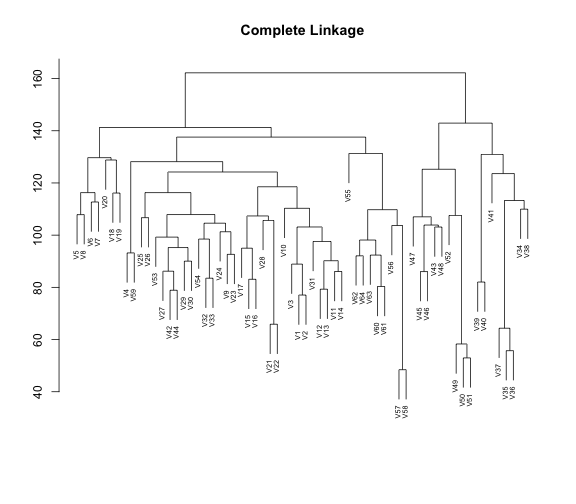 Complete Linkage
160
140
120
100
80
60
40
V5
V8
V6
V7
V20
V18
V19
V4
V59
V25
V26
V53
V27
V42
V44
V29
V30
V54
V32
V33
V24
V9
V23
V17
V15
V16
V28
V21
V22
V10
V3
V1
V2
V31
V12
V13
V11
V14
V55
V62
V64
V63
V60
V61
V56
V57
V58
V47
V45
V46
V43
V48
V52
V49
V50
V51
V39
V40
V41
V37
V35
V36
V34
V38